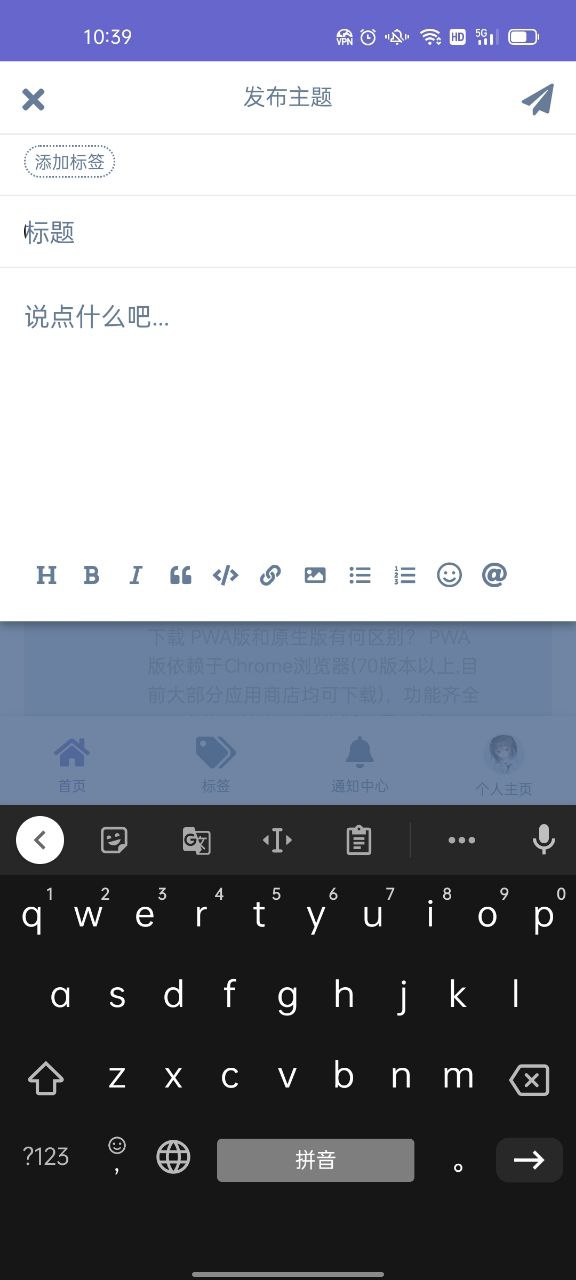 10:39
VPN
HD
5G
发布主题
添加标签
标题
说点什么吧...
H B I
下载 PWA版和原生版有何区别？ PWA
版依赖于Chrome浏览器(70版本以上,目
前大部分应用商店均可下载)，功能齐全
首页 标签 通知中心 个人主页
q 1 w 2 e 3 r 4 t 5 y 6 u 7 i 8 o 9 p 0
a s d f g h j k l
z x c v b n m
?123 , 拼音 。